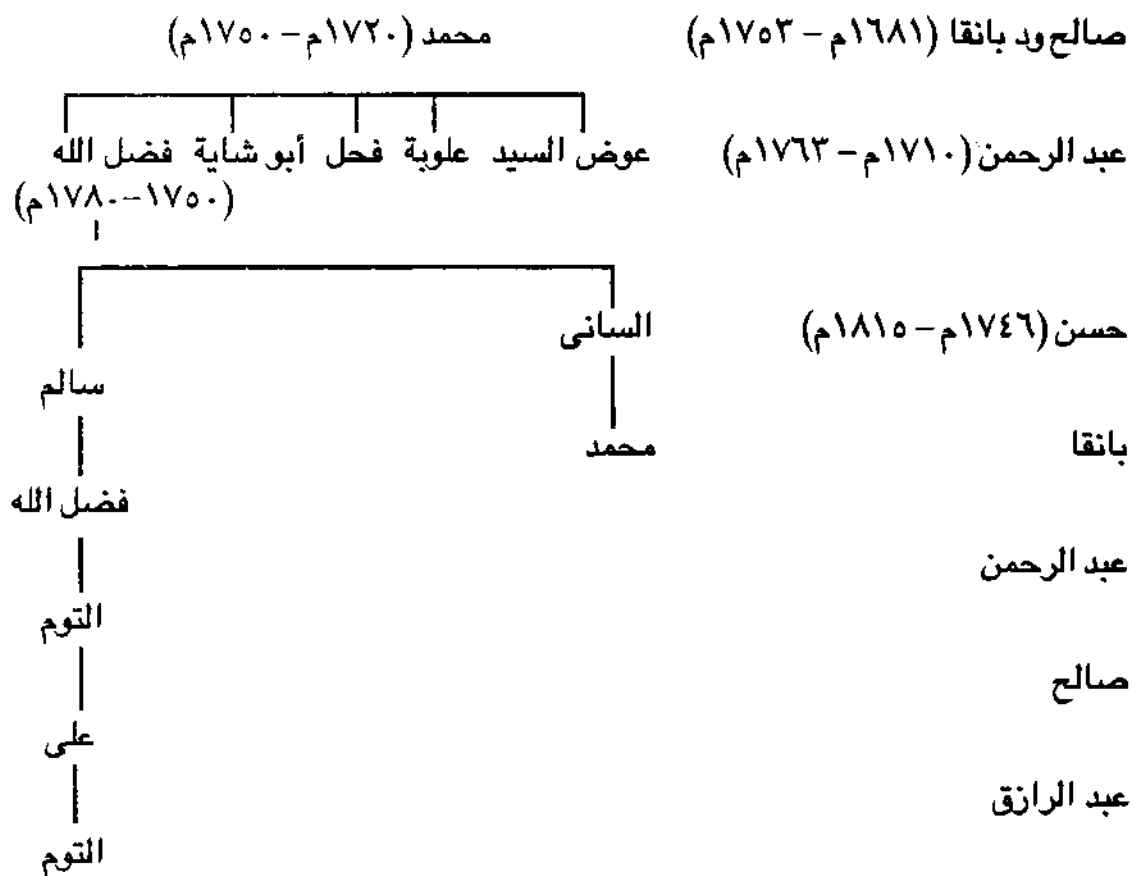 صالح ود بانقا (١٦٨١م – ١٧٥٣م) محمد (١٧٢٠م – ١٧٥٠م)
عبد الرحمن (١٧١٠م – ١٧٦٣م) عوض السيد علوبة فحل أبو شاية فضل الله
(١٧٥٠–١٧٨٠م)
حسن (١٧٤٦م – ١٨١٥م) السانى
سالم
بانقا محمد
فضل الله
عبد الرحمن
التوم
صالح
على
عبد الرازق
التوم